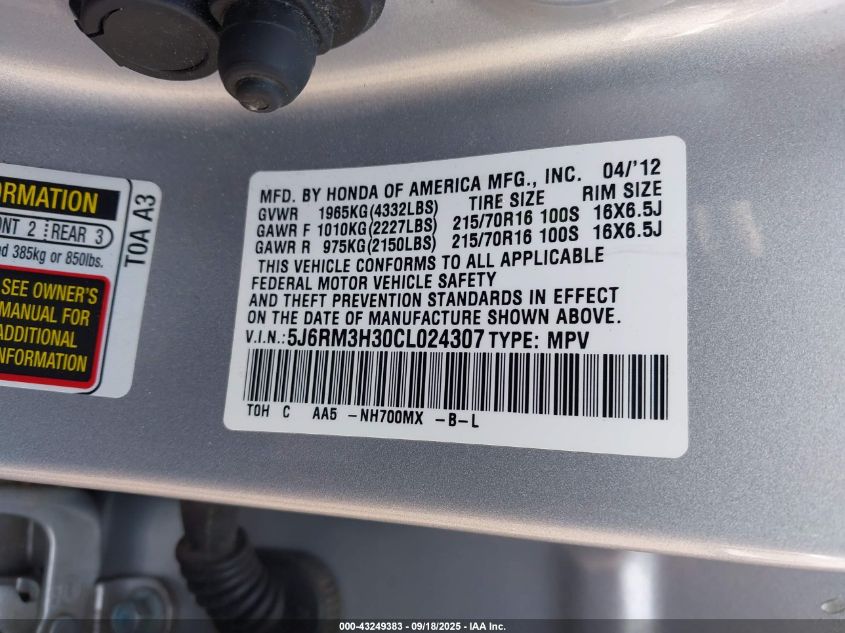 ORMATION
ONT 2 REAR 3
nd 385kg or 850lbs.
SEE OWNER'S
MANUAL FOR
ADDITIONAL
INFORMATION
T0A A3
MFD. BY HONDA OF AMERICA MFG., INC. 04/'12
GVWR 1965KG(4332LBS) TIRE SIZE RIM SIZE
GAWR F 1010KG(2227LBS) 215/70R16 100S 16X6.5J
GAWR R 975KG(2150LBS) 215/70R16 100S 16X6.5J
THIS VEHICLE CONFORMS TO ALL APPLICABLE
FEDERAL MOTOR VEHICLE SAFETY
AND THEFT PREVENTION STANDARDS IN EFFECT
ON THE DATE OF MANUFACTURE SHOWN ABOVE.
V.I.N.: 5J6RM3H30CL024307 TYPE: MPV
T0H C AA5 -NH700MX -B-L
000-43249383 - 09/18/2025 - IAA Inc.